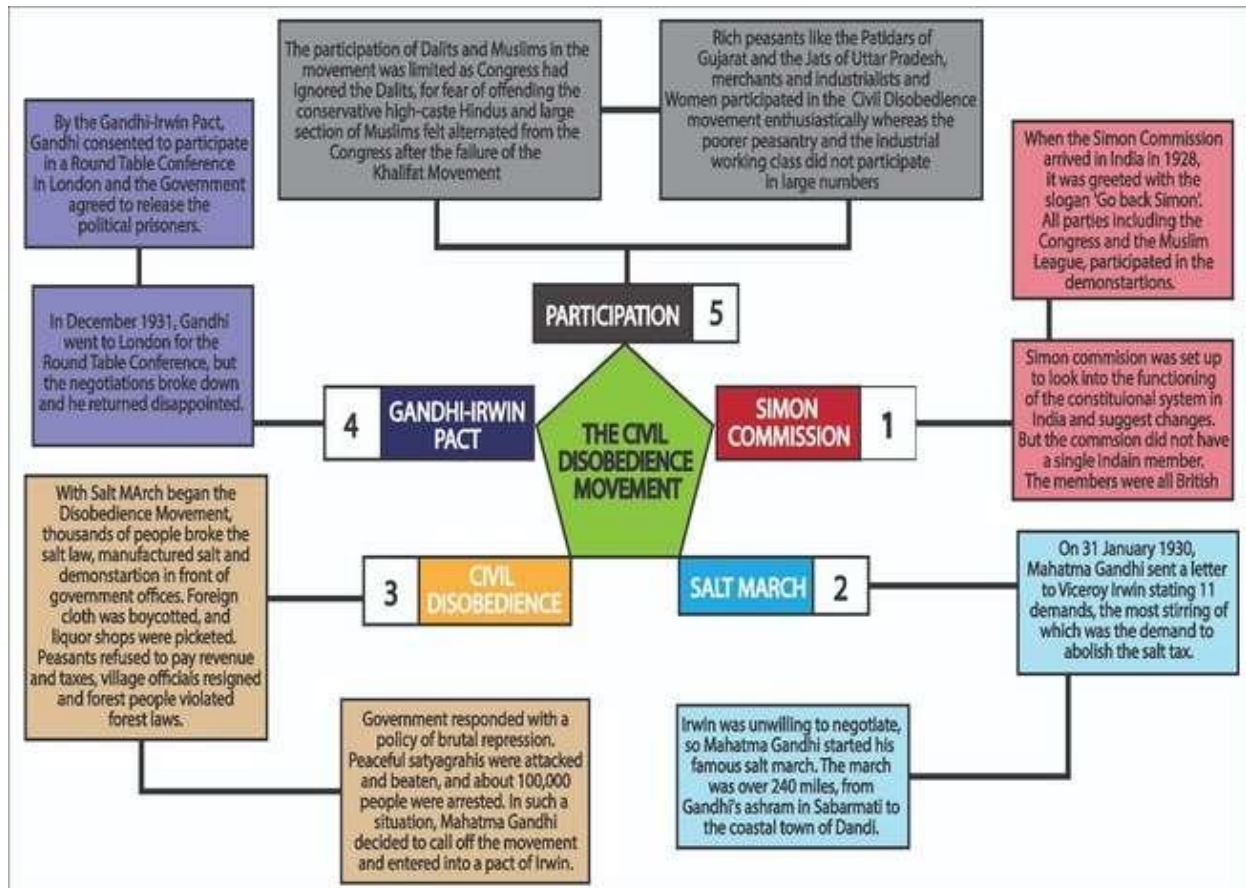 The participation of Dalits and Muslims in the
movement was limited as Congress had
ignored the Dalits, for fear of offending the
conservative high-caste Hindus and large
section of Muslims felt alternated from the
Congress after the failure of the
Khalifat Movement
Rich peasants like the Patidars of
Gujarat and the Jats of Uttar Pradesh,
merchants and industrialists and
Women participated in the Civil Disobedience
movement enthusiastically whereas the
poorer peasantry and the industrial
working class did not participate
in large numbers
By the Gandhi-Irwin Pact,
Gandhi consented to participate
in a Round Table Conference
in London and the Government
agreed to release the
political prisoners.
When the Simon Commission
arrived in India in 1928,
it was greeted with the
slogan 'Go back Simon'.
All parties including the
Congress and the Muslim
League, participated in the
demonstartions.
In December 1931, Gandhi
went to London for the
Round Table Conference, but
the negotiations broke down
and he returned disappointed.
PARTICIPATION 5
Simon commision was set up
to look into the functioning
of the constituional system in
India and suggest changes.
But the commsion did not have
a single Indain member.
The members were all British
4 GANDHI-IRWIN
PACT
THE CIVIL
DISOBEDIENCE
MOVEMENT
SIMON
COMMISSION 1
With Salt MArch began the
Disobedience Movement,
thousands of people broke the
salt law, manufactured salt and
demonstartion in front of
government offices. Foreign
cloth was boycotted, and
liquor shops were picketed.
Peasants refused to pay revenue
and taxes, village officials resigned
and forest people violated
forest laws.
3 CIVIL
DISOBEDIENCE
SALT MARCH 2
On 31 January 1930,
Mahatma Gandhi sent a letter
to Viceroy Irwin stating 11
demands, the most stirring of
which was the demand to
abolish the salt tax.
Government responded with a
policy of brutal repression.
Peaceful satyagrahis were attacked
and beaten, and about 100,000
people were arrested. In such a
situation, Mahatma Gandhi
decided to call off the movement
and entered into a pact of Irwin.
Irwin was unwilling to negotiate,
so Mahatma Gandhi started his
famous salt march. The march
was over 240 miles, from
Gandhi's ashram in Sabarmati to
the coastal town of Dandi.